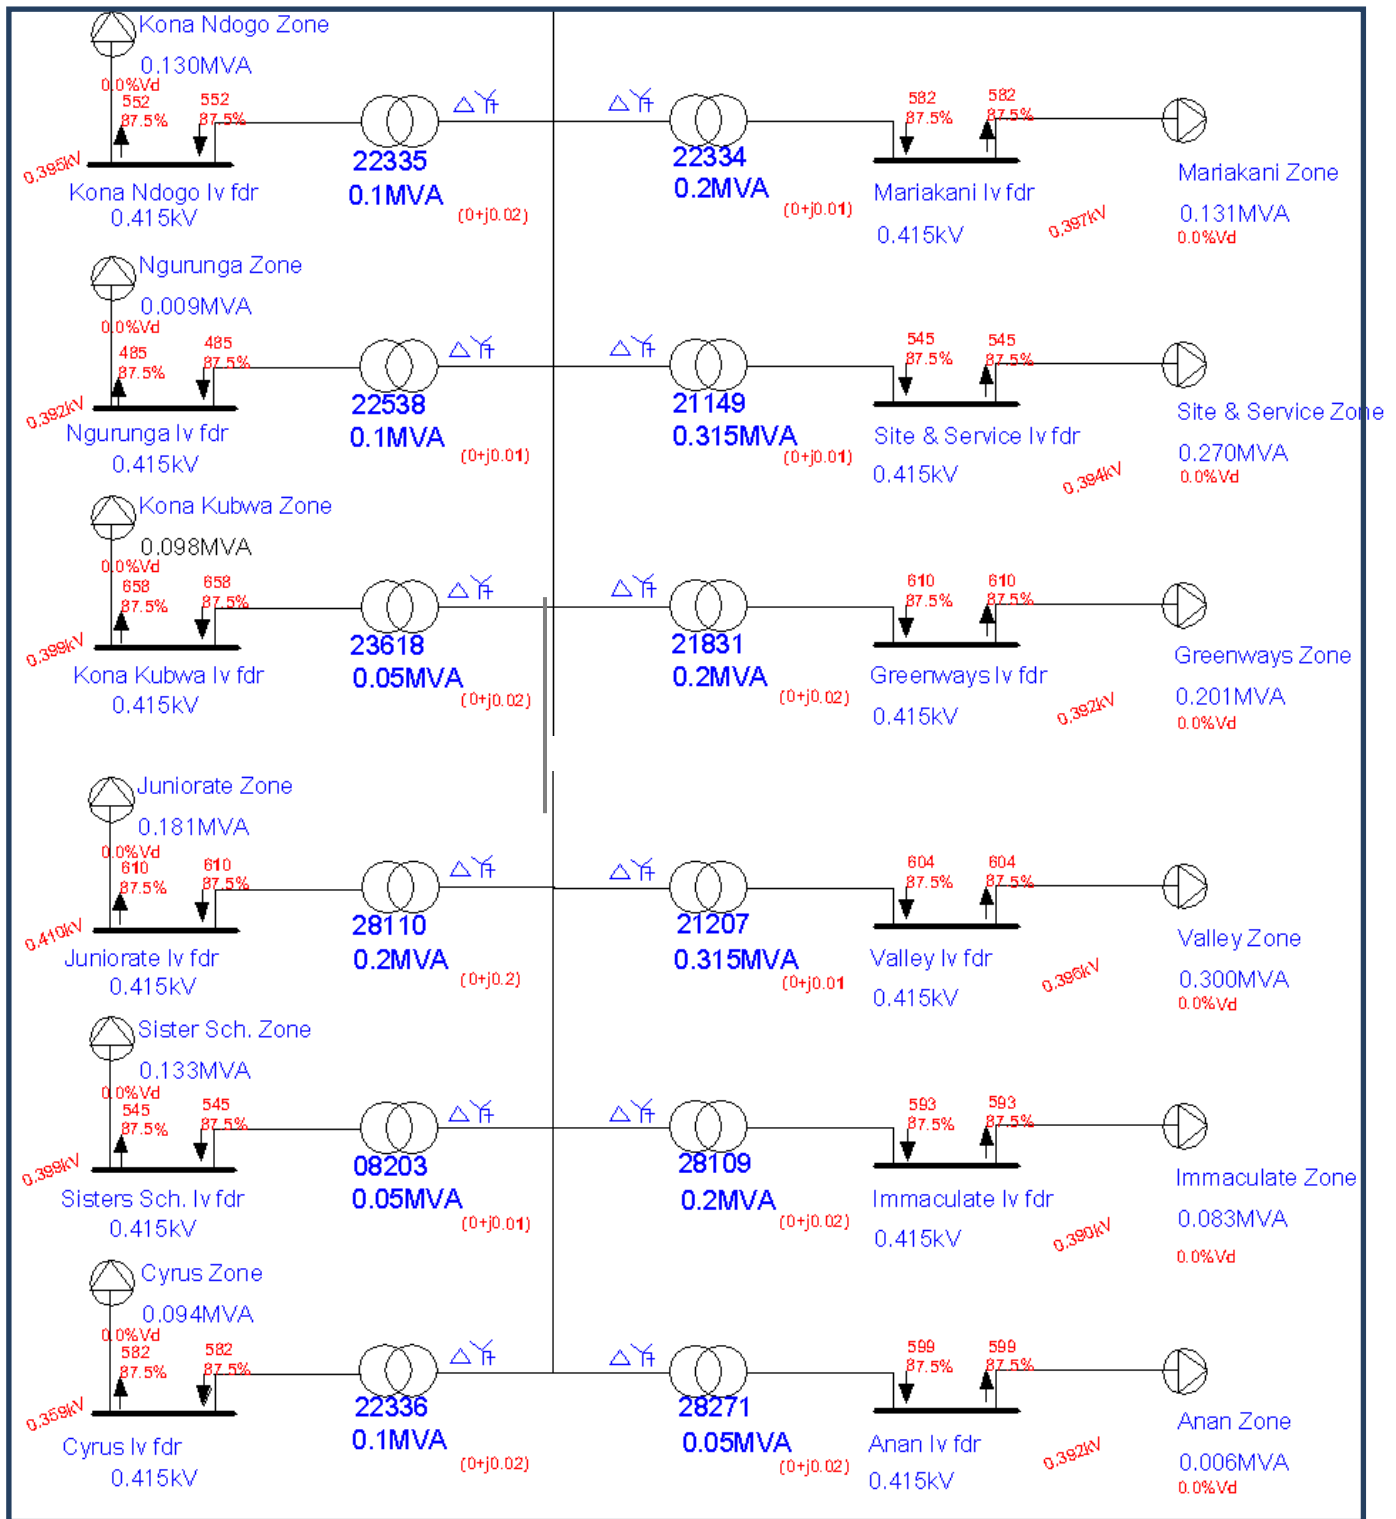 Kona Ndogo Zone
0.130MVA
0.0%Vd
552
87.5%
552
87.5%
0.395kV
Kona Ndogo lv fdr
0.415kV
22335
0.1MVA
(0+j0.02)
22334
0.2MVA
(0+j0.01)
582
87.5%
582
87.5%
Mariakani lv fdr
0.415kV
0.397kV
Mariakani Zone
0.131MVA
0.0%Vd
Ngurunga Zone
0.009MVA
0.0%Vd
485
87.5%
485
87.5%
0.392kV
Ngurunga lv fdr
0.415kV
22538
0.1MVA
(0+j0.01)
21149
0.315MVA
(0+j0.01)
545
87.5%
545
87.5%
Site & Service lv fdr
0.415kV
0.394kV
Site & Service Zone
0.270MVA
0.0%Vd
Kona Kubwa Zone
0.098MVA
0.0%Vd
658
87.5%
658
87.5%
0.399kV
Kona Kubwa lv fdr
0.415kV
23618
0.05MVA
(0+j0.02)
21831
0.2MVA
(0+j0.02)
610
87.5%
610
87.5%
Greenways lv fdr
0.415kV
0.392kV
Greenways Zone
0.201MVA
0.0%Vd
Juniorate Zone
0.181MVA
0.0%Vd
610
87.5%
610
87.5%
0.410kV
Juniorate lv fdr
0.415kV
28110
0.2MVA
(0+j0.2)
21207
0.315MVA
(0+j0.01
604
87.5%
604
87.5%
Valley lv fdr
0.415kV
0.396kV
Valley Zone
0.300MVA
0.0%Vd
Sister Sch. Zone
0.133MVA
0.0%Vd
545
87.5%
545
87.5%
0.399kV
Sisters Sch. lv fdr
0.415kV
08203
0.05MVA
(0+j0.01)
28109
0.2MVA
(0+j0.02)
593
87.5%
593
87.5%
Immaculate lv fdr
0.415kV
0.390kV
Immaculate Zone
0.083MVA
0.0%Vd
Cyrus Zone
0.094MVA
0.0%Vd
582
87.5%
582
87.5%
0.359kV
Cyrus lv fdr
0.415kV
22336
0.1MVA
(0+j0.02)
28271
0.05MVA
(0+j0.02)
599
87.5%
599
87.5%
Anan lv fdr
0.415kV
0.392kV
Anan Zone
0.006MVA
0.0%Vd